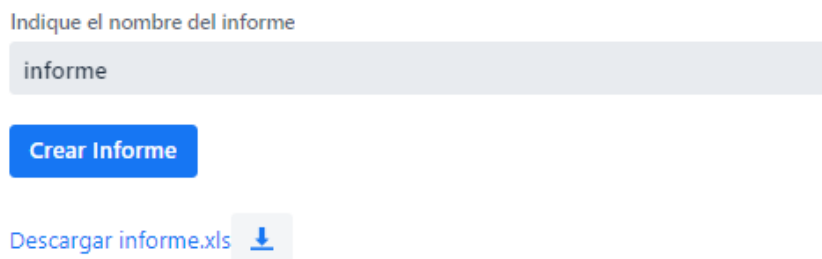 Indique el nombre del informe
informe
Crear Informe
Descargar informe.xls